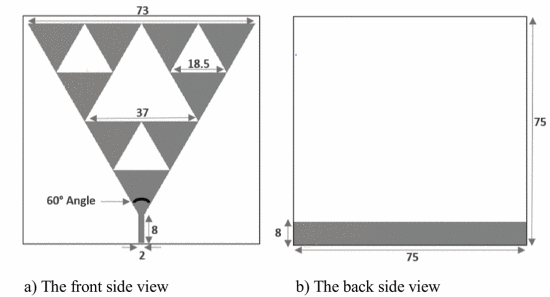 73
18.5
37
60° Angle
8
2
75
8
75
a) The front side view
b) The back side view